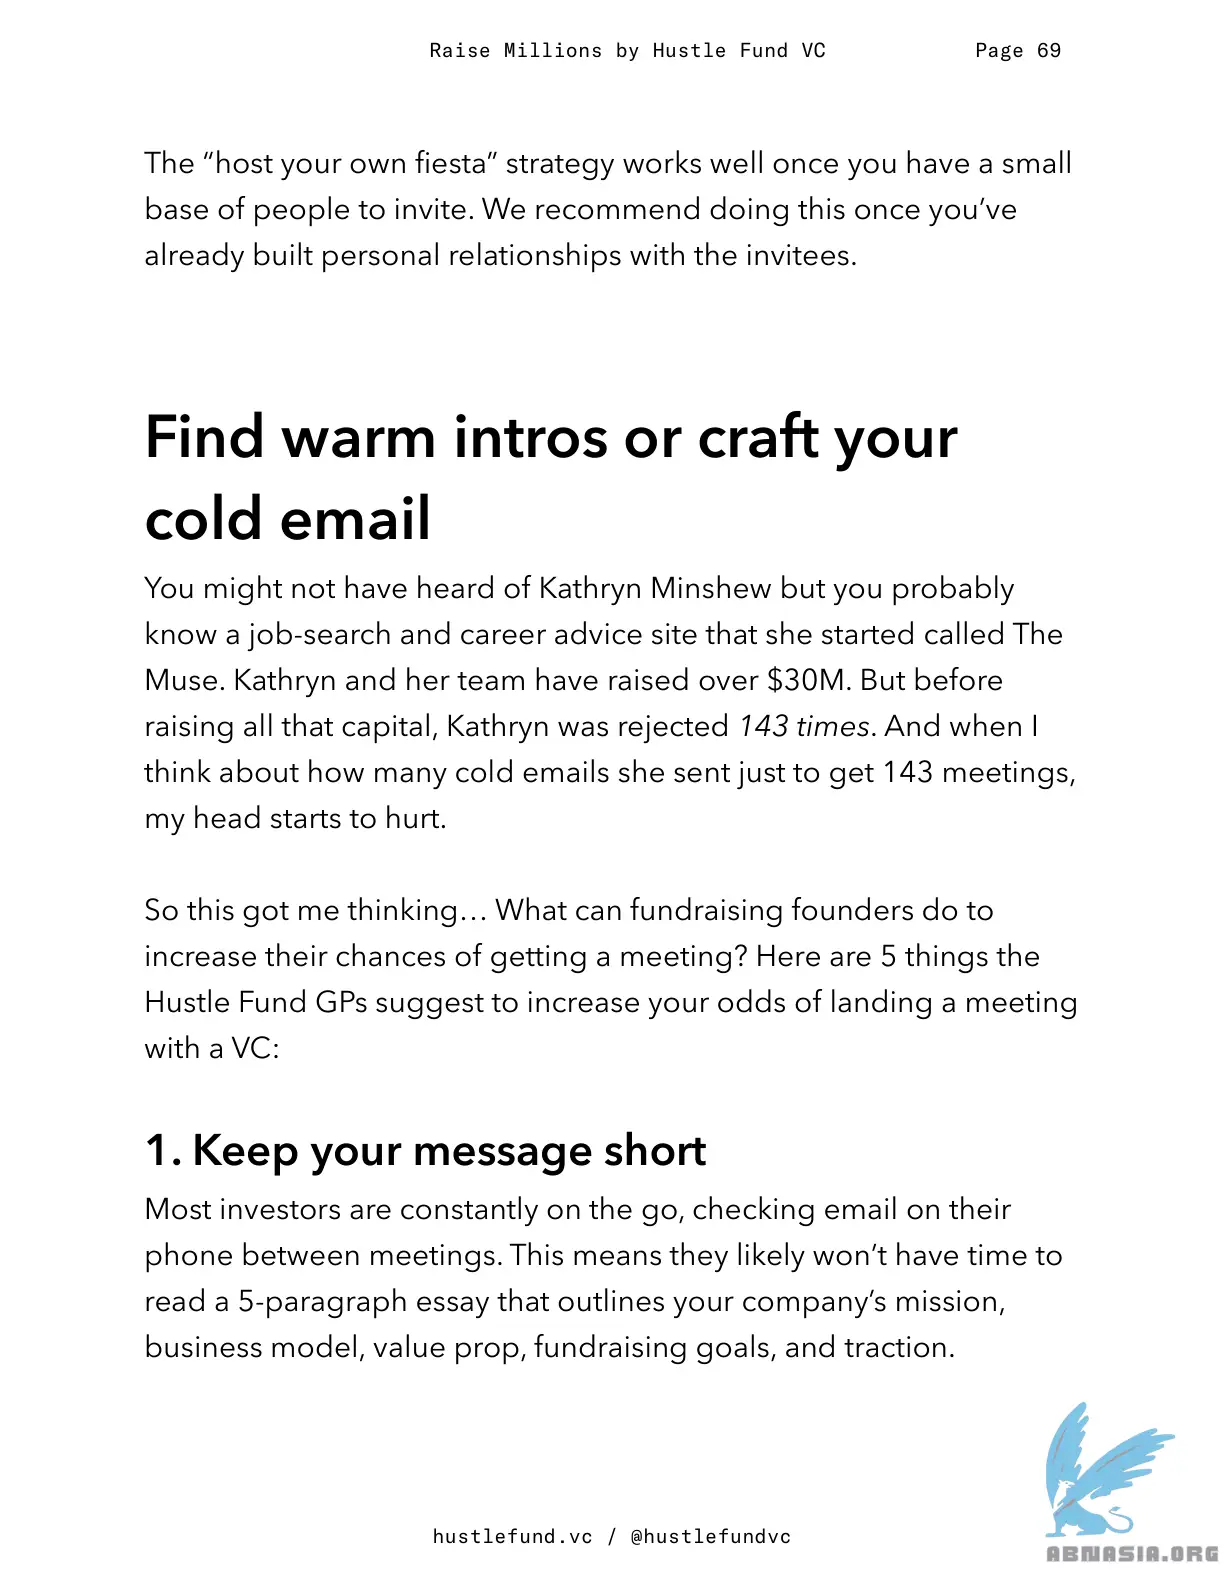 Raise Millions by Hustle Fund VC Page 69
The “host your own fiesta” strategy works well once you have a small
base of people to invite. We recommend doing this once you’ve
already built personal relationships with the invitees.
Find warm intros or craft your
cold email
You might not have heard of Kathryn Minshew but you probably
know a job-search and career advice site that she started called The
Muse. Kathryn and her team have raised over $30M. But before
raising all that capital, Kathryn was rejected 143 times. And when I
think about how many cold emails she sent just to get 143 meetings,
my head starts to hurt.
So this got me thinking… What can fundraising founders do to
increase their chances of getting a meeting? Here are 5 things the
Hustle Fund GPs suggest to increase your odds of landing a meeting
with a VC:
1. Keep your message short
Most investors are constantly on the go, checking email on their
phone between meetings. This means they likely won’t have time to
read a 5-paragraph essay that outlines your company’s mission,
business model, value prop, fundraising goals, and traction.
hustlefund.vc / @hustlefundvc
ABNASIA.ORG